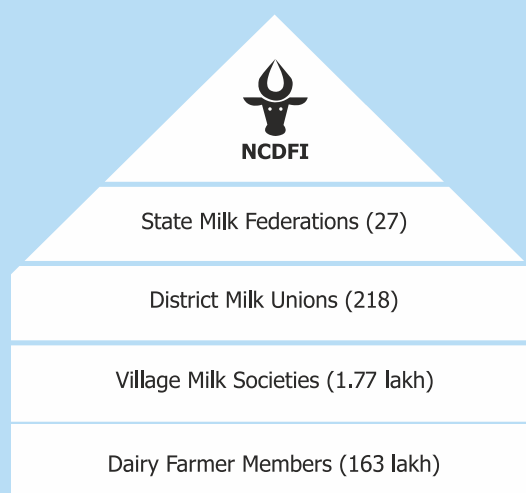 NCDFI
State Milk Federations (27)
District Milk Unions (218)
Village Milk Societies (1.77 lakh)
Dairy Farmer Members (163 lakh)